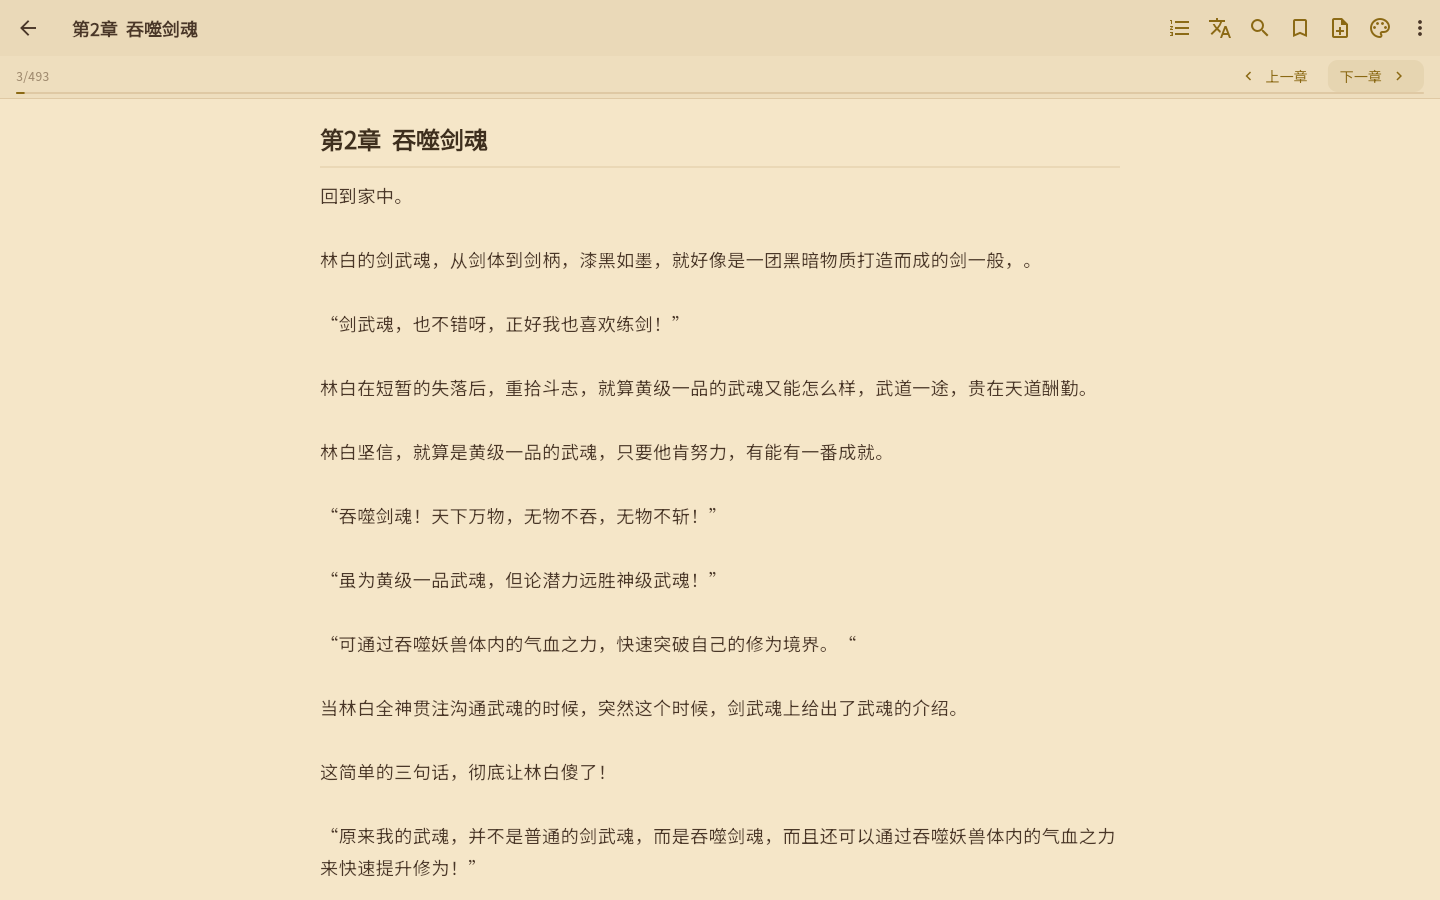 第2章 吞噬剑魂
3/493
上一章
下一章
第2章 吞噬剑魂
回到家中。
林白的剑武魂，从剑体到剑柄，漆黑如墨，就好像是一团黑暗物质打造而成的剑一般，。
“剑武魂，也不错呀，正好我也喜欢练剑！”
林白在短暂的失落后，重拾斗志，就算黄级一品的武魂又能怎么样，武道一途，贵在天道酬勤。
林白坚信，就算是黄级一品的武魂，只要他肯努力，有能有一番成就。
“吞噬剑魂！天下万物，无物不吞，无物不斩！”
“虽为黄级一品武魂，但论潜力远胜神级武魂！”
“可通过吞噬妖兽体内的气血之力，快速突破自己的修为境界。“
当林白全神贯注沟通武魂的时候，突然这个时候，剑武魂上给出了武魂的介绍。
这简单的三句话，彻底让林白傻了！
“原来我的武魂，并不是普通的剑武魂，而是吞噬剑魂，而且还可以通过吞噬妖兽体内的气血之力
来快速提升修为！”